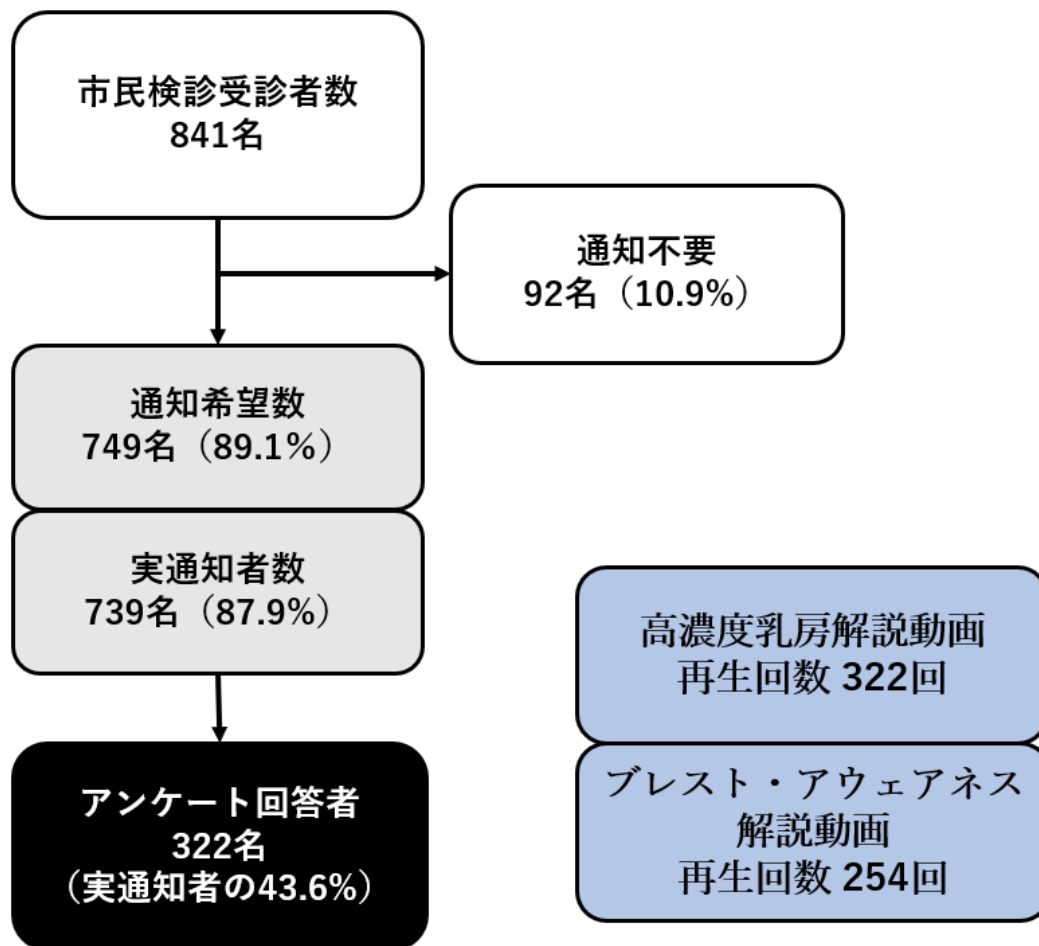 市民検診受診者数
841名
通知不要
92名（10.9%）
通知希望数
749名（89.1%）
実通知者数
739名（87.9%）
アンケート回答者
322名
（実通知者の43.6%）
高濃度乳房解説動画
再生回数 322回
ブレスト・アウェアネス
解説動画
再生回数 254回